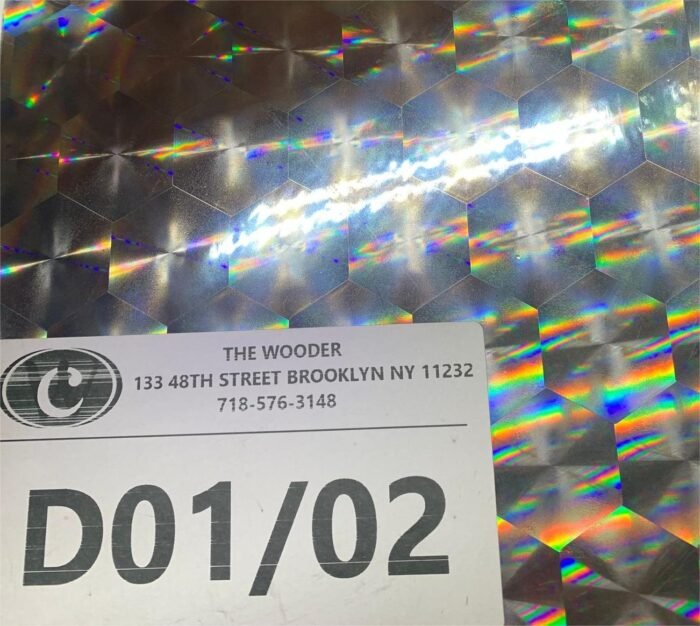 THE WOODER
133 48TH STREET BROOKLYN NY 11232
718-576-3148
D01/02